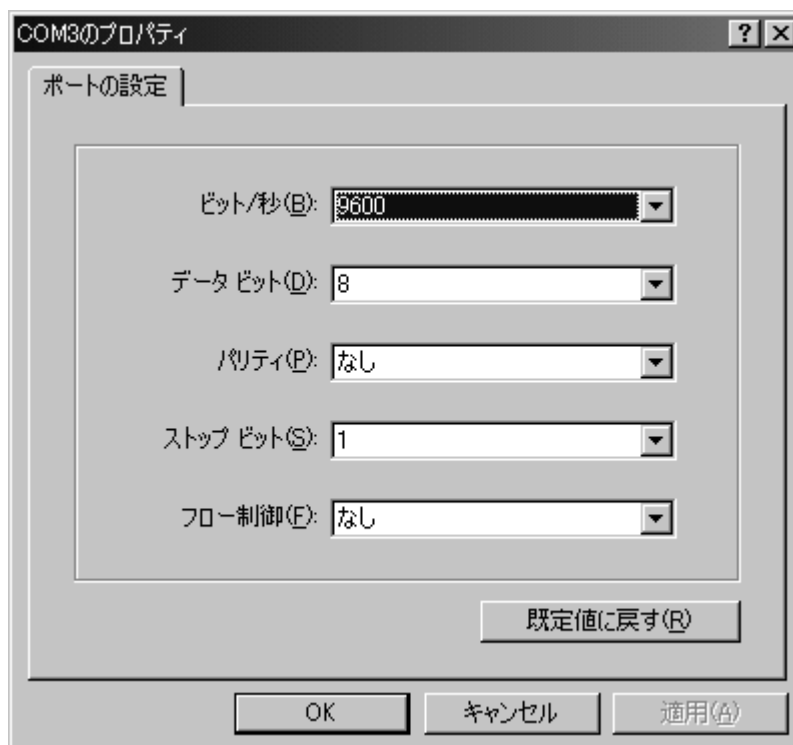 COM3のプロパティ
ポートの設定
ビット/秒(B): 9600
データ ビット(D): 8
パリティ(P): なし
ストップ ビット(S): 1
フロー制御(F): なし
既定値に戻す(R)
OK キャンセル 適用(A)